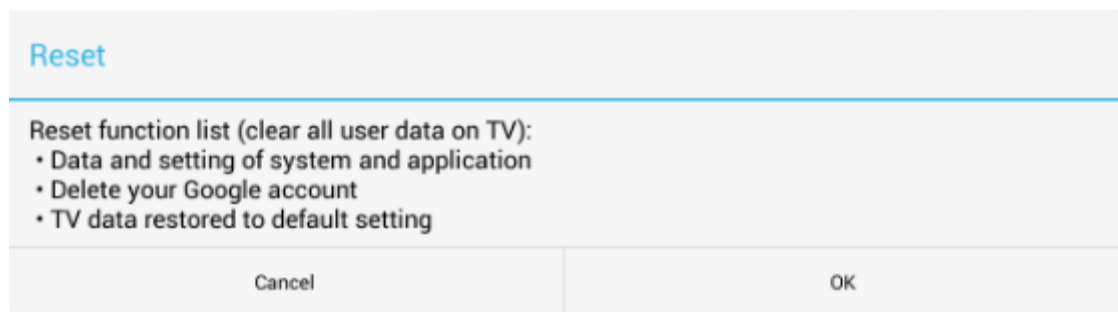 Reset
Reset function list (clear all user data on TV):
• Data and setting of system and application
• Delete your Google account
• TV data restored to default setting
Cancel OK